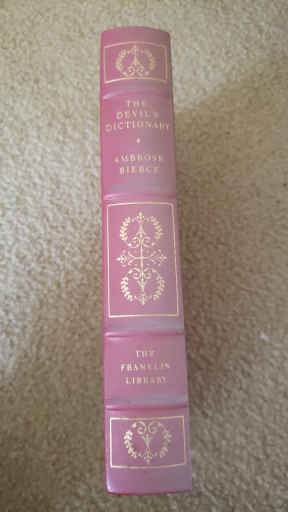 THE
DEVIL'S
DICTIONARY
AMBROSE
BIERCE
THE
FRANKLIN
LIBRARY